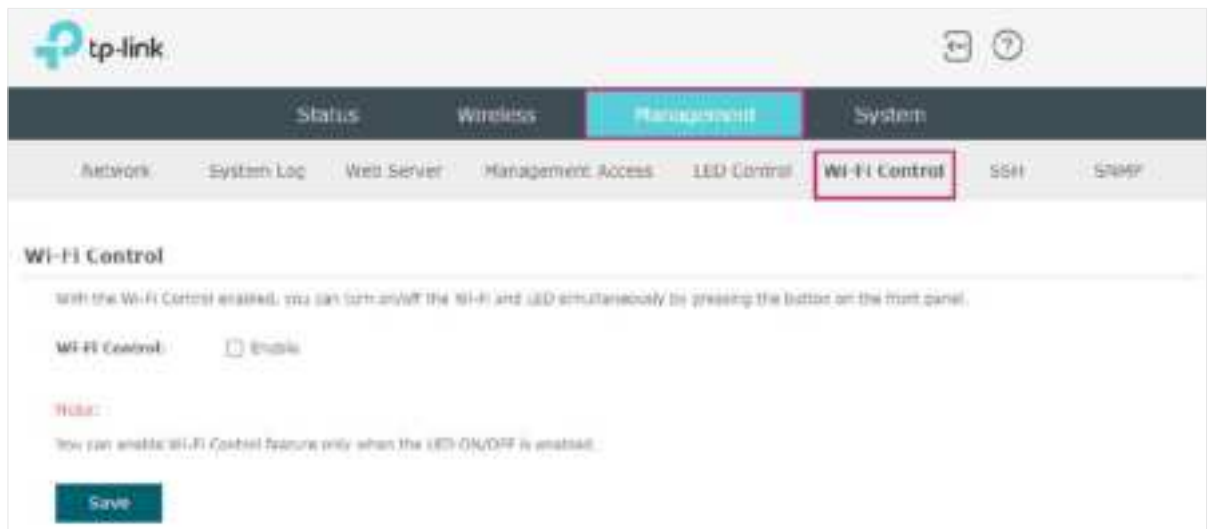 tp-link
Status Wireless Management System
Network System Log Web Server Management Access LED Control Wi-Fi Control SSH SNMP
Wi-Fi Control
With the Wi-Fi Control enabled, you can turn on/off the Wi-Fi and LED simultaneously by pressing the button on the front panel.
Wi-Fi Control: Enable
Note:
You can enable Wi-Fi Control feature only when the LED ON/OFF is enabled.
Save